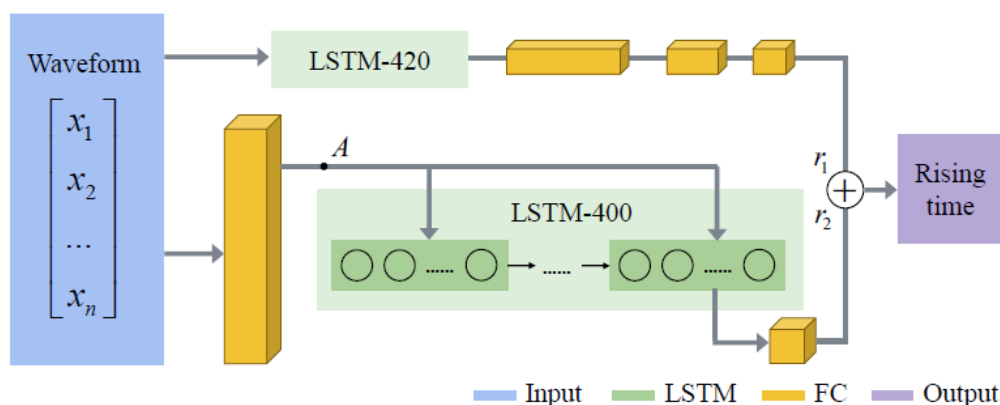 Waveform
x1
x2
...
xn
LSTM-420
A
LSTM-400
......
......
......
r1
r2
+
Rising
time
Input
LSTM
FC
Output